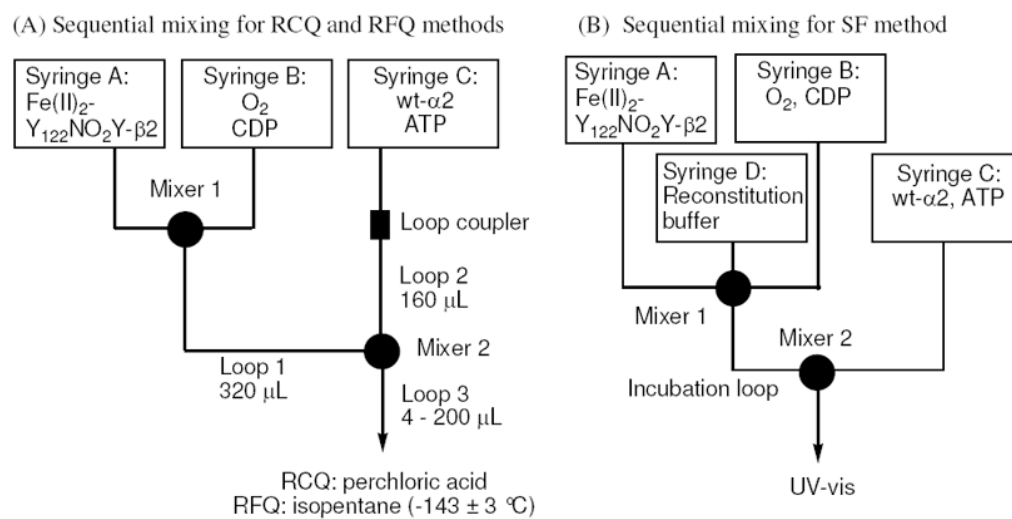 (A) Sequential mixing for RCQ and RFQ methods
Syringe A:
Fe(II)₂-
Y₁₂₂NO₂Y-β2
Syringe B:
O₂
CDP
Syringe C:
wt-α2
ATP
Mixer 1
Loop coupler
Loop 2
160 μL
Mixer 2
Loop 1
320 μL
Loop 3
4 - 200 μL
RCQ: perchloric acid
RFQ: isopentane (-143 ± 3 °C)
(B) Sequential mixing for SF method
Syringe A:
Fe(II)₂-
Y₁₂₂NO₂Y-β2
Syringe B:
O₂, CDP
Syringe D:
Reconstitution
buffer
Syringe C:
wt-α2, ATP
Mixer 1
Mixer 2
Incubation loop
UV-vis